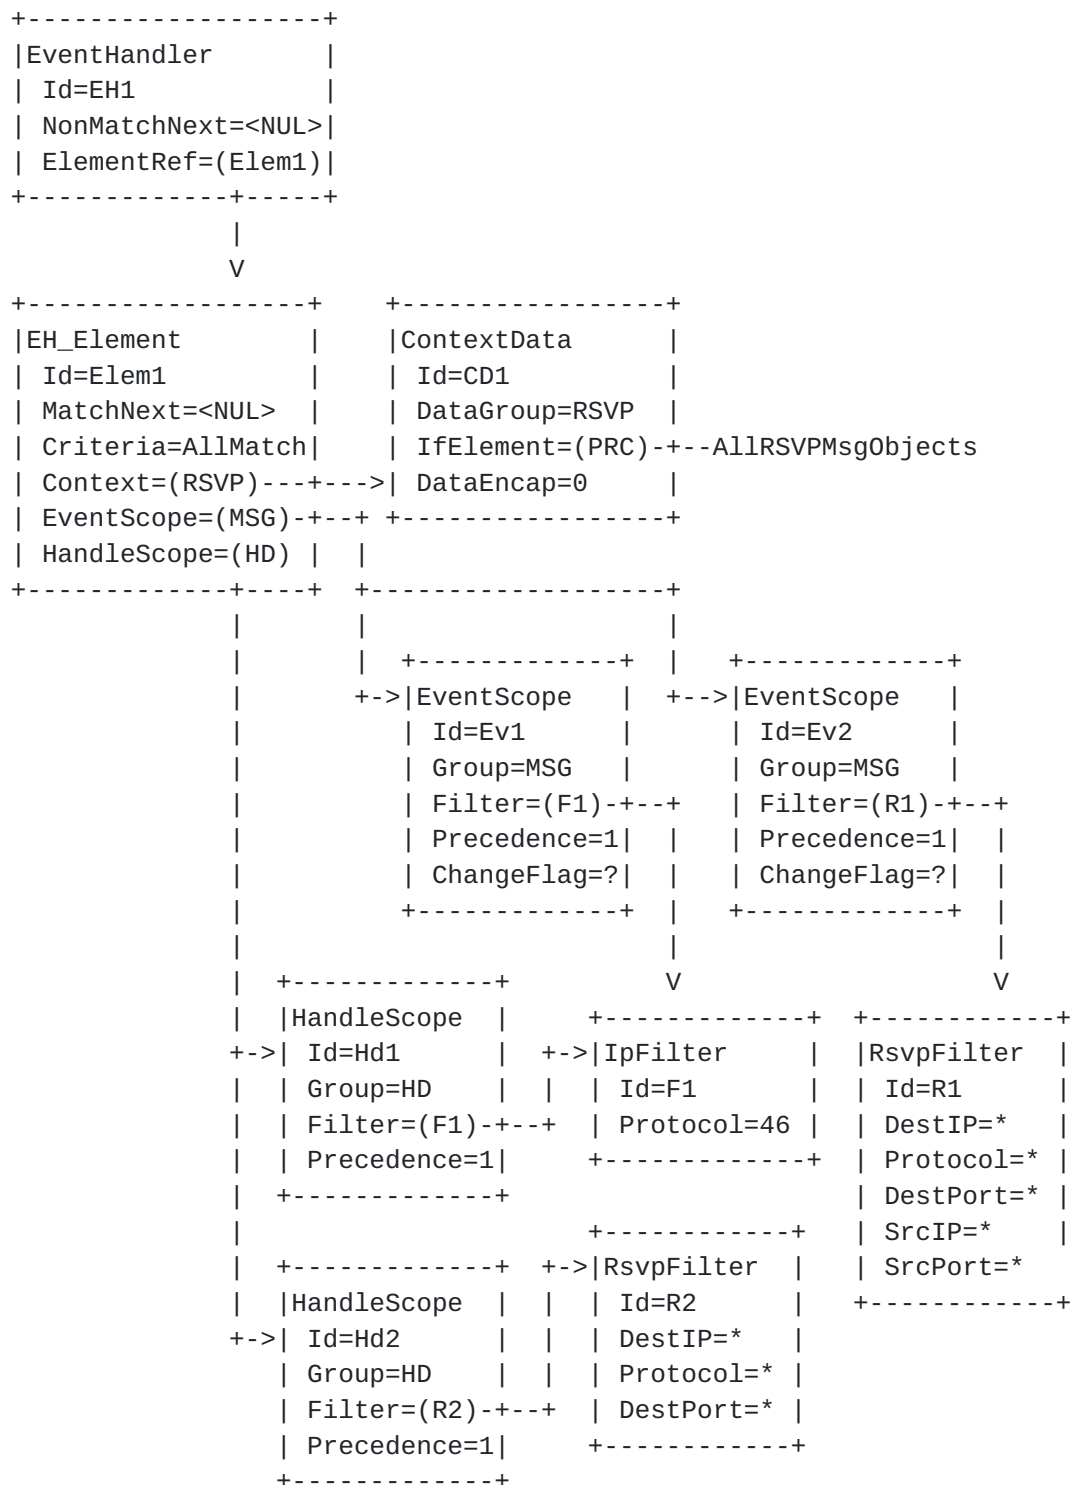 +-------------------+
|EventHandler       |
| Id=EH1            |
| NonMatchNext=<NUL>|
| ElementRef=(Elem1)|
+-------------+-----+
              |
              V
+------------------+    +-----------------+
|EH_Element        |    |ContextData      |
| Id=Elem1         |    | Id=CD1          |
| MatchNext=<NUL>  |    | DataGroup=RSVP  |
| Criteria=AllMatch|    | IfElement=(PRC)-+--AllRSVPMsgObjects
| Context=(RSVP)---+--->| DataEncap=0     |
| EventScope=(MSG)-+--+ +-----------------+
| HandleScope=(HD) |  |
+-------------+----+  +-------------------+
              |       |                   |
              |       |  +-------------+  |   +-------------+
              |       +->|EventScope   |  +-->|EventScope   |
              |          | Id=Ev1      |      | Id=Ev2      |
              |          | Group=MSG   |      | Group=MSG   |
              |          | Filter=(F1)-+--+   | Filter=(R1)-+--+
              |          | Precedence=1|  |   | Precedence=1|  |
              |          | ChangeFlag=?|  |   | ChangeFlag=?|  |
              |          +-------------+  |   +-------------+  |
              |                           |                    |
              |  +-------------+          V                    V
              |  |HandleScope  |     +-------------+  +------------+
              +->| Id=Hd1      |  +->|IpFilter     |  |RsvpFilter  |
              |  | Group=HD    |  |  | Id=F1       |  | Id=R1      |
              |  | Filter=(F1)-+--+  | Protocol=46 |  | DestIP=*   |
              |  | Precedence=1|     +-------------+  | Protocol=* |
              |  +-------------+                      | DestPort=* |
              |                      +------------+   | SrcIP=*    |
              |  +-------------+  +->|RsvpFilter  |   | SrcPort=*
              |  |HandleScope  |  |  | Id=R2      |   +------------+
              +->| Id=Hd2      |  |  | DestIP=*   |
                 | Group=HD    |  |  | Protocol=* |
                 | Filter=(R2)-+--+  | DestPort=* |
                 | Precedence=1|     +------------+
                 +-------------+